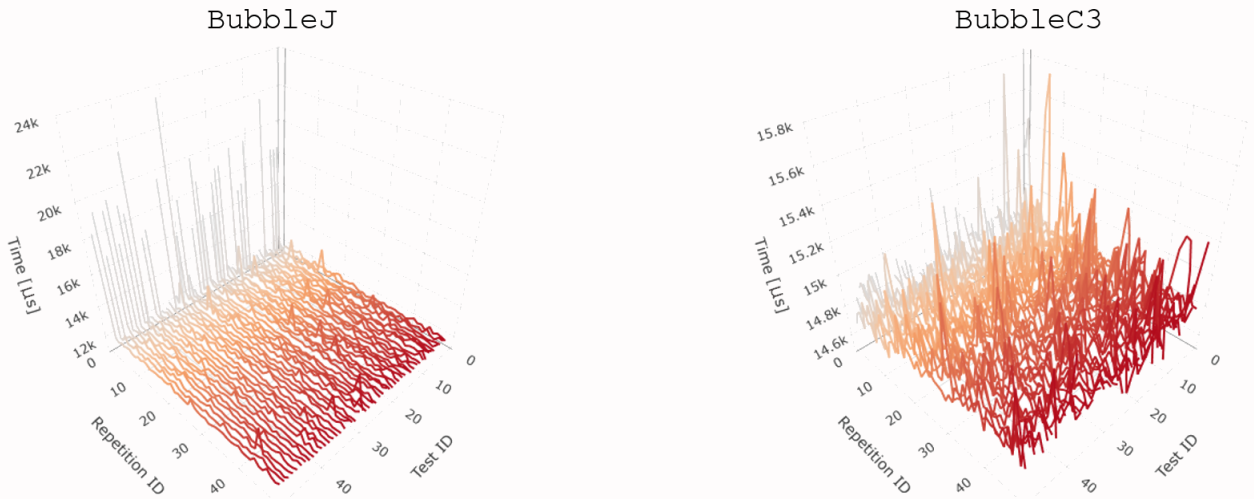 BubbleJ
24k
22k
20k
18k
16k
14k
12k
Time [µs]
0
10
20
30
40
Repetition ID
0
10
20
30
40
Test ID
BubbleC3
15.8k
15.6k
15.4k
15.2k
15k
14.8k
14.6k
Time [µs]
0
10
20
30
40
Repetition ID
0
10
20
30
40
Test ID